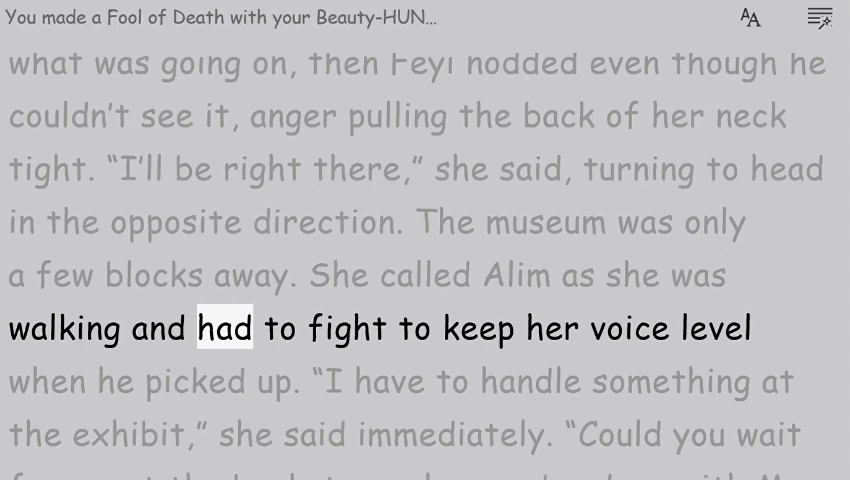 You made a Fool of Death with your Beauty-HUN...
AA
what was going on, then Feyi nodded even though he
couldn't see it, anger pulling the back of her neck
tight. “I'll be right there,” she said, turning to head
in the opposite direction. The museum was only
a few blocks away. She called Alim as she was
walking and had to fight to keep her voice level
when he picked up. “I have to handle something at
the exhibit,” she said immediately. “Could you wait